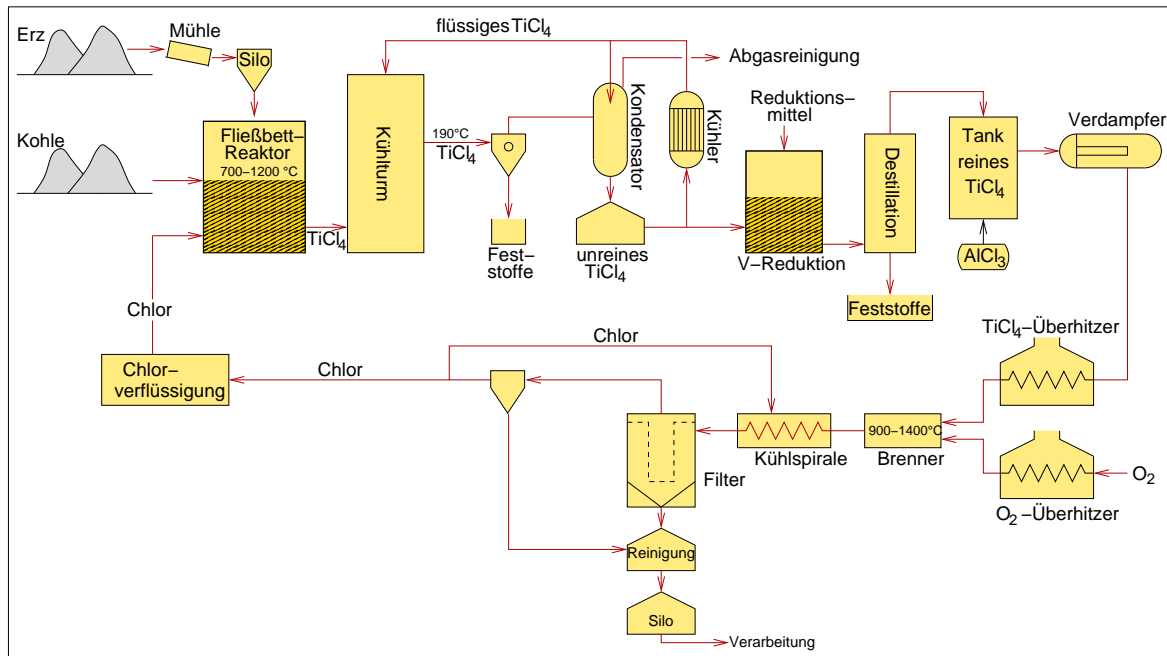 Erz
Mühle
Silo
Kohle
Fließbett–
Reaktor
700–1200 °C
TiCl4
Kühlturm
flüssiges TiCl4
190°C
TiCl4
Fest–
stoffe
Kondensator
unreines
TiCl4
Kühler
Abgasreinigung
Reduktions–
mittel
V–Reduktion
Destillation
Feststoffe
Tank
reines
TiCl4
AlCl3
Verdampfer
TiCl4–Überhitzer
O2
O2 –Überhitzer
900–1400°C
Brenner
Kühlspirale
Chlor
Filter
Chlor
Chlor–
verflüssigung
Chlor
Reinigung
Silo
Verarbeitung